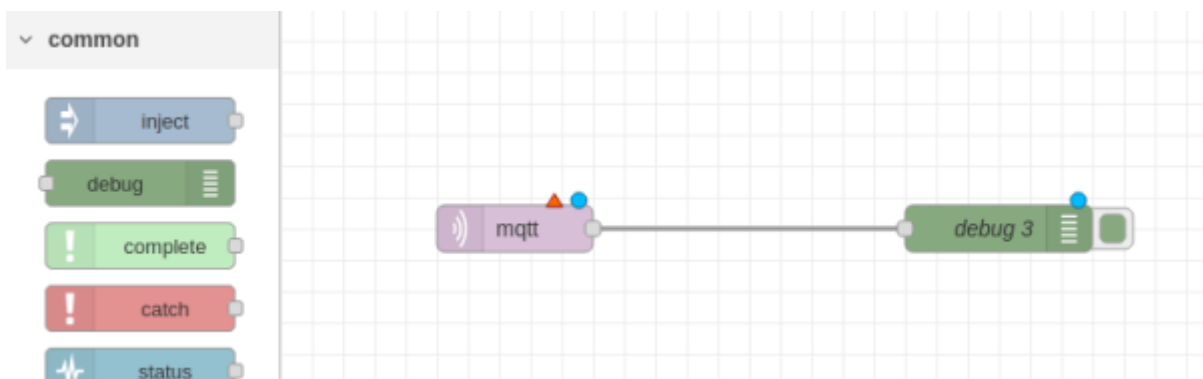 common
inject
debug
complete
catch
status
mqtt
debug 3